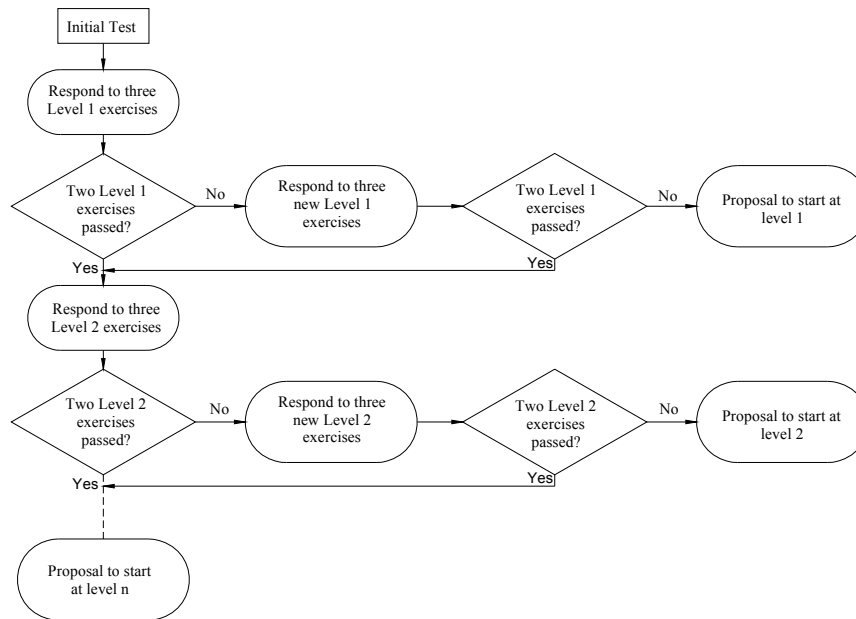 Initial Test
Respond to three
Level 1 exercises
Two Level 1
exercises
passed?
No
Respond to three
new Level 1
exercises
Two Level 1
exercises
passed?
No
Proposal to start at
level 1
Yes
Yes
Respond to three
Level 2 exercises
Two Level 2
exercises
passed?
No
Respond to three
new Level 2
exercises
Two Level 2
exercises
passed?
No
Proposal to start at
level 2
Yes
Yes
Proposal to start
at level n